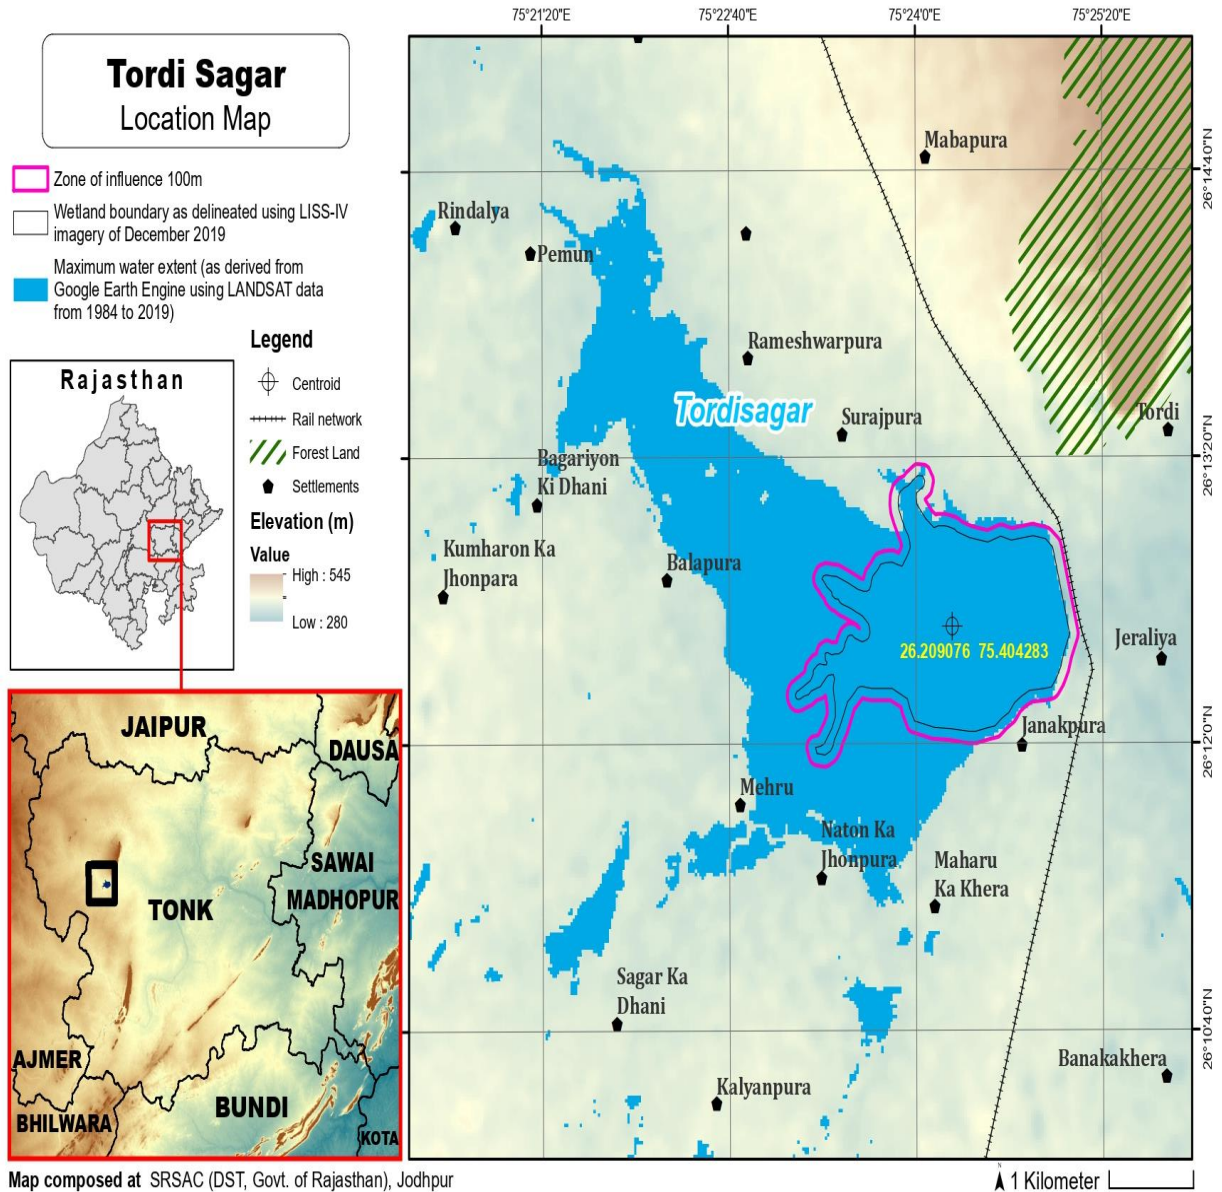 75°21'20"E
75°22'40"E
75°24'0"E
75°25'20"E
Tordi Sagar
Location Map
Zone of influence 100m
Wetland boundary as delineated using LISS-IV
imagery of December 2019
Maximum water extent (as derived from
Google Earth Engine using LANDSAT data
from 1984 to 2019)
Legend
Centroid
Rail network
Forest Land
Settlements
Elevation (m)
Value
High : 545
Low : 280
Rajasthan
JAIPUR
DAUSA
SAWAI
MADHOPUR
TONK
AJMER
BHILWARA
BUNDI
KOTA
Mabapura
26°14'40"N
Rindalya
Pemun
Rameshwarpura
Tordisagar
Surajpura
Tordi
26°13'20"N
Bagariyon
Ki Dhani
Kumharon Ka
Jhonpara
Balapura
26.209076 75.404283
Jeraliya
Janakpura
26°12'0"N
Mehru
Naton Ka
Jhonpura
Maharu
Ka Khera
Sagar Ka
Dhani
26°10'40"N
Banakakhera
Kalyanpura
Map composed at SRSAC (DST, Govt. of Rajasthan), Jodhpur
N
1 Kilometer